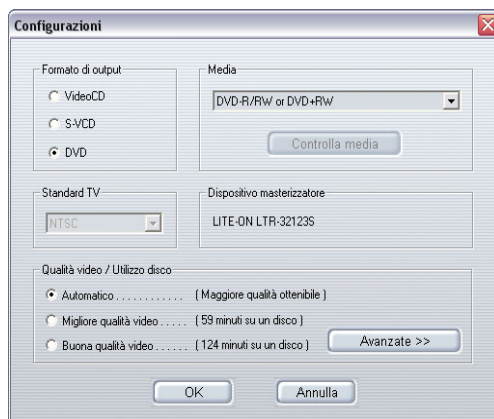 Configurazioni
Formato di output
VideoCD
S-VCD
DVD
Media
DVD-R/RW or DVD+RW
Controlla media
Standard TV
NTSC
Dispositivo masterizzatore
LITE-ON LTR-32123S
Qualità video / Utilizzo disco
Automatico . . . . . . . . . . . . ( Maggiore qualità ottenibile )
Migliore qualità video . . . . . ( 59 minuti su un disco )
Buona qualità video . . . . . . ( 124 minuti su un disco )
Avanzate >>
OK
Annulla